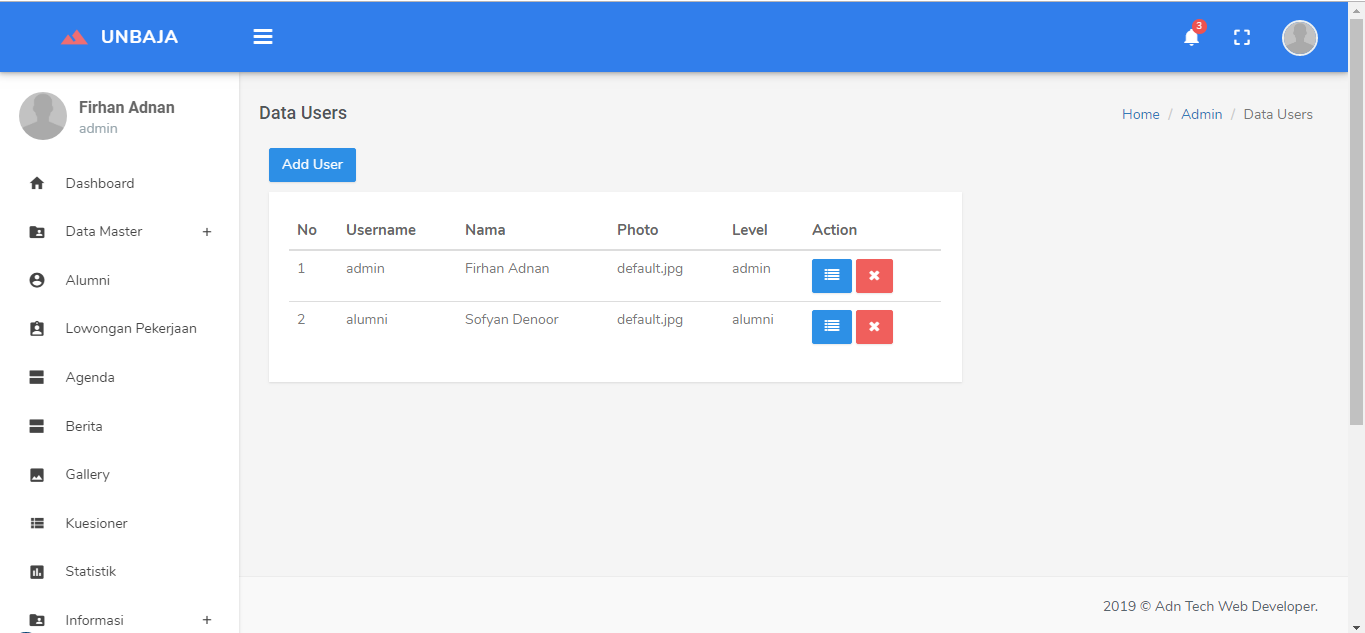 UNBAJA
3
Firhan Adnan
admin
Dashboard
Data Master +
Alumni
Lowongan Pekerjaan
Agenda
Berita
Gallery
Kuesioner
Statistik
Informasi +
Data Users
Home / Admin / Data Users
Add User
No Username Nama Photo Level Action
1 admin Firhan Adnan default.jpg admin
2 alumni Sofyan Denoor default.jpg alumni
2019 © Adn Tech Web Developer.